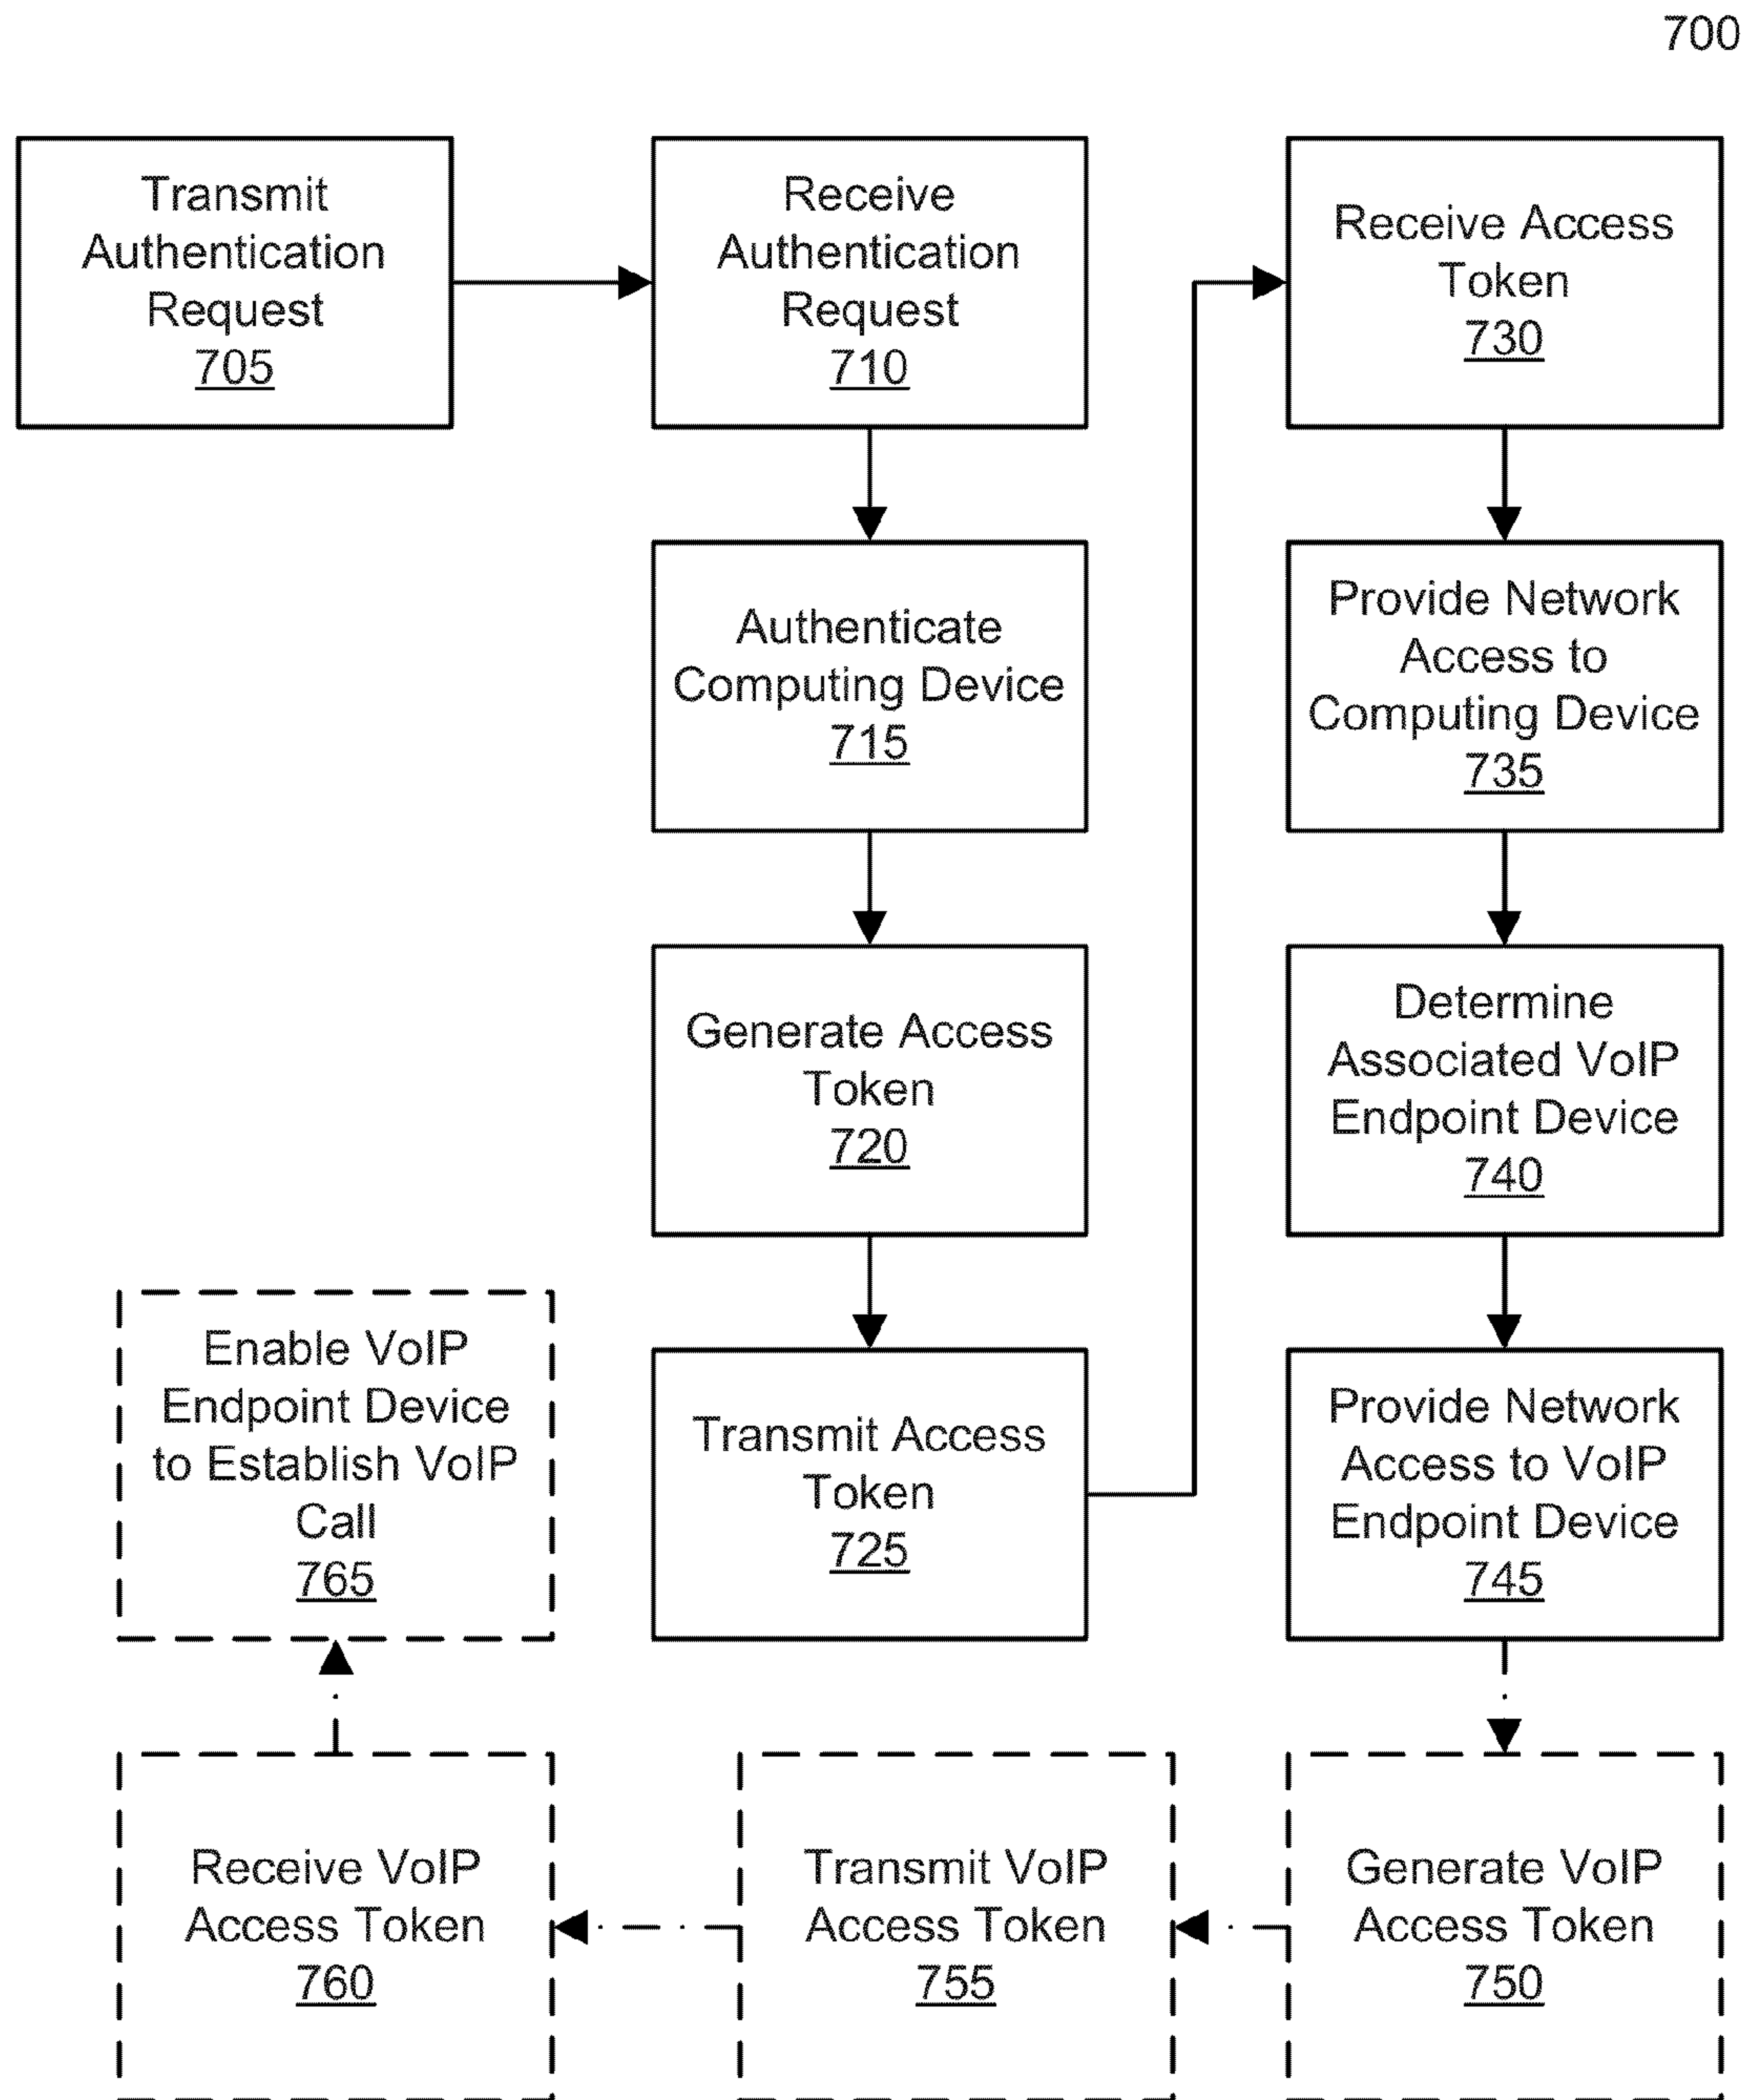 700
Transmit
Authentication
Request
705
Receive
Authentication
Request
710
Authenticate
Computing Device
715
Generate Access
Token
720
Transmit Access
Token
725
Receive Access
Token
730
Provide Network
Access to
Computing Device
735
Determine
Associated VoIP
Endpoint Device
740
Provide Network
Access to VoIP
Endpoint Device
745
Generate VoIP
Access Token
750
Transmit VoIP
Access Token
755
Receive VoIP
Access Token
760
Enable VoIP
Endpoint Device
to Establish VoIP
Call
765